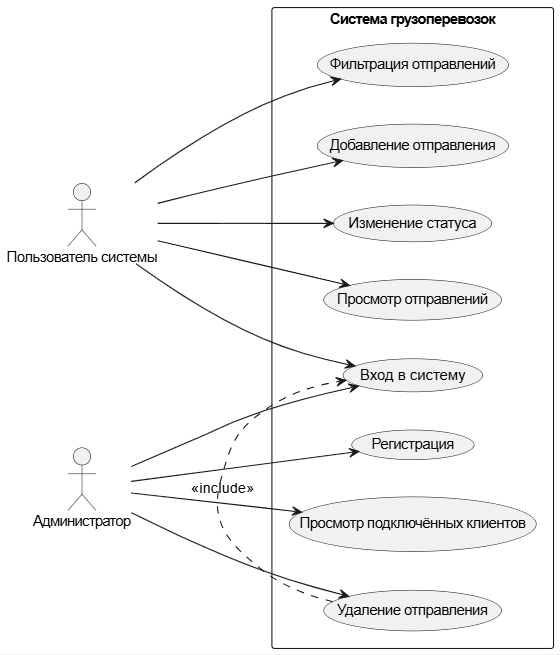 Система грузоперевозок
Фильтрация отправлений
Добавление отправления
Изменение статуса
Пользователь системы
Просмотр отправлений
Вход в систему
Регистрация
«include»
Администратор
Просмотр подключённых клиентов
Удаление отправления